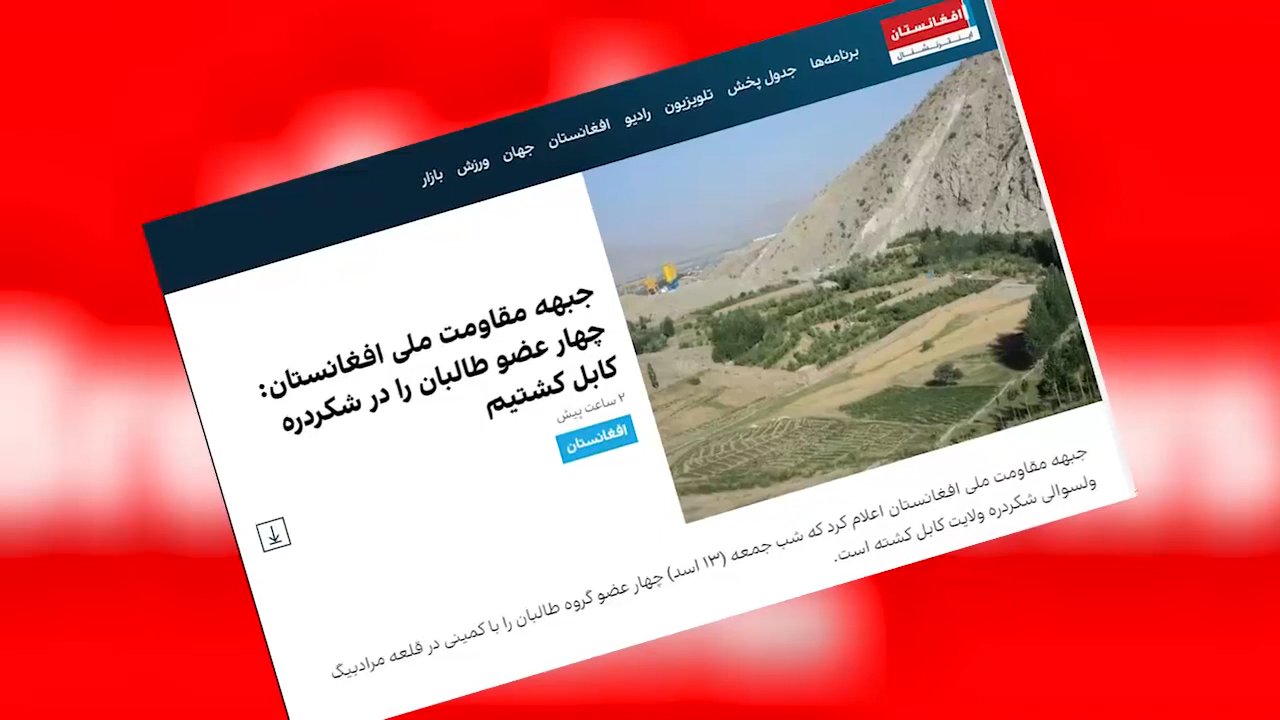 افغانستان
اینترنشنال
برنامه‌ها جدول پخش تلویزیون رادیو افغانستان جهان ورزش بازار
جبهه مقاومت ملی افغانستان:
چهار عضو طالبان را در شکردره
کابل کشتیم
۲ ساعت پیش
افغانستان
جبهه مقاومت ملی افغانستان اعلام کرد که شب جمعه (۱۳ اسد) چهار عضو گروه طالبان را با کمینی در قلعه مرادبیگ
ولسوالی شکردره ولایت کابل کشته است.